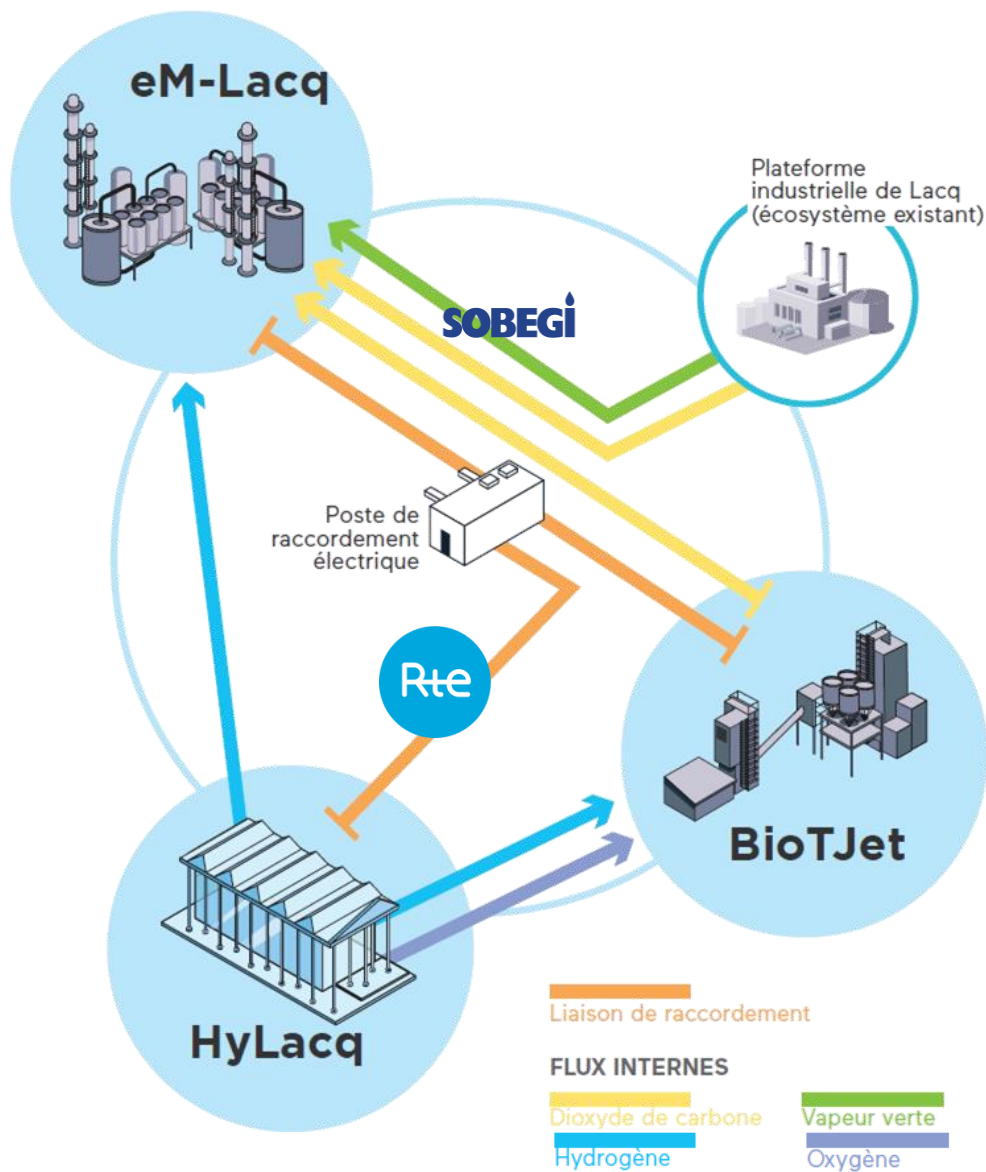 eM-Lacq
Plateforme
industrielle de Lacq
(écosystème existant)
SOBEGi
Poste de
raccordement
électrique
Rte
BioTJet
HyLacq
Liaison de raccordement
FLUX INTERNES
Dioxyde de carbone
Vapeur verte
Hydrogène
Oxygène